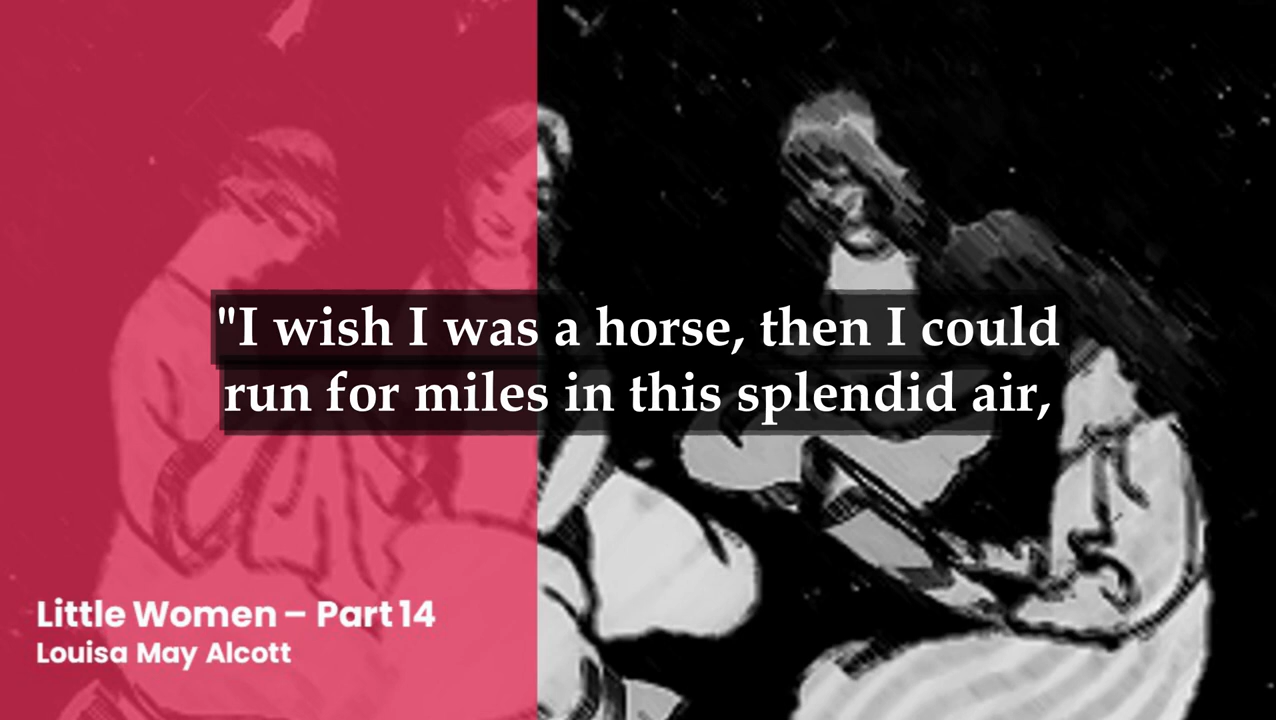 "I wish I was a horse, then I could
run for miles in this splendid air,
Little Women – Part 14
Louisa May Alcott